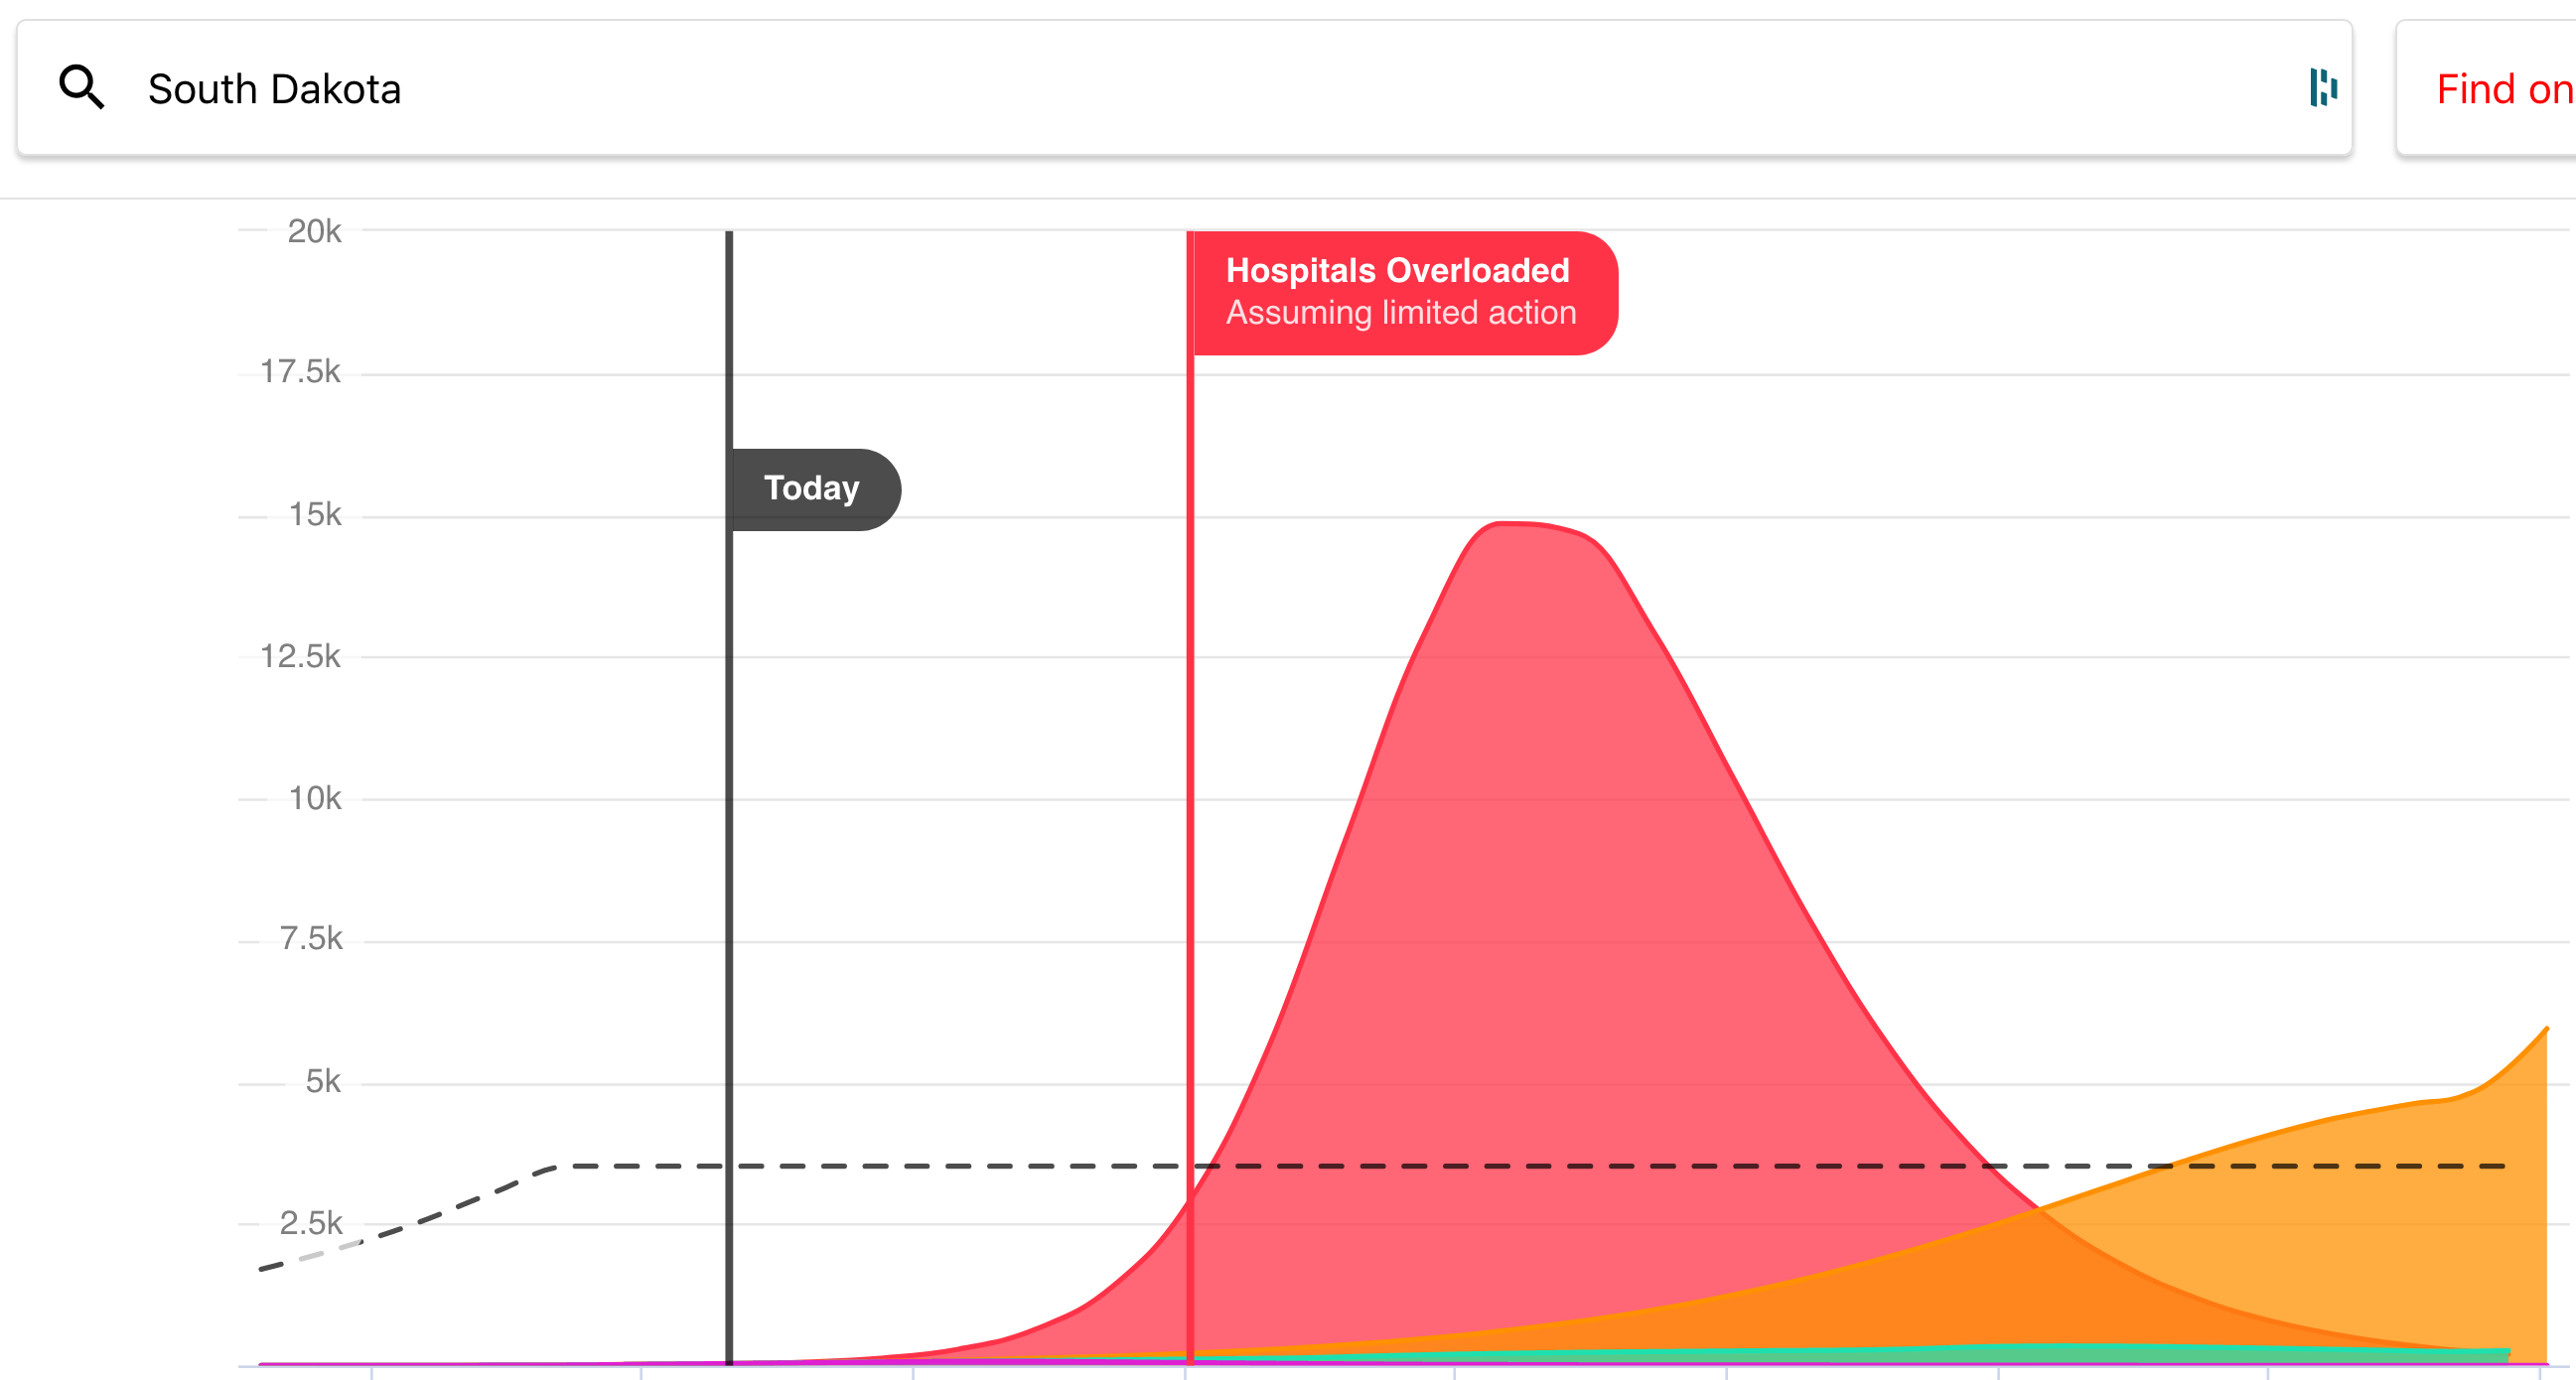 South Dakota
Find on
20k
Hospitals Overloaded
Assuming limited action
17.5k
Today
15k
12.5k
10k
7.5k
5k
2.5k